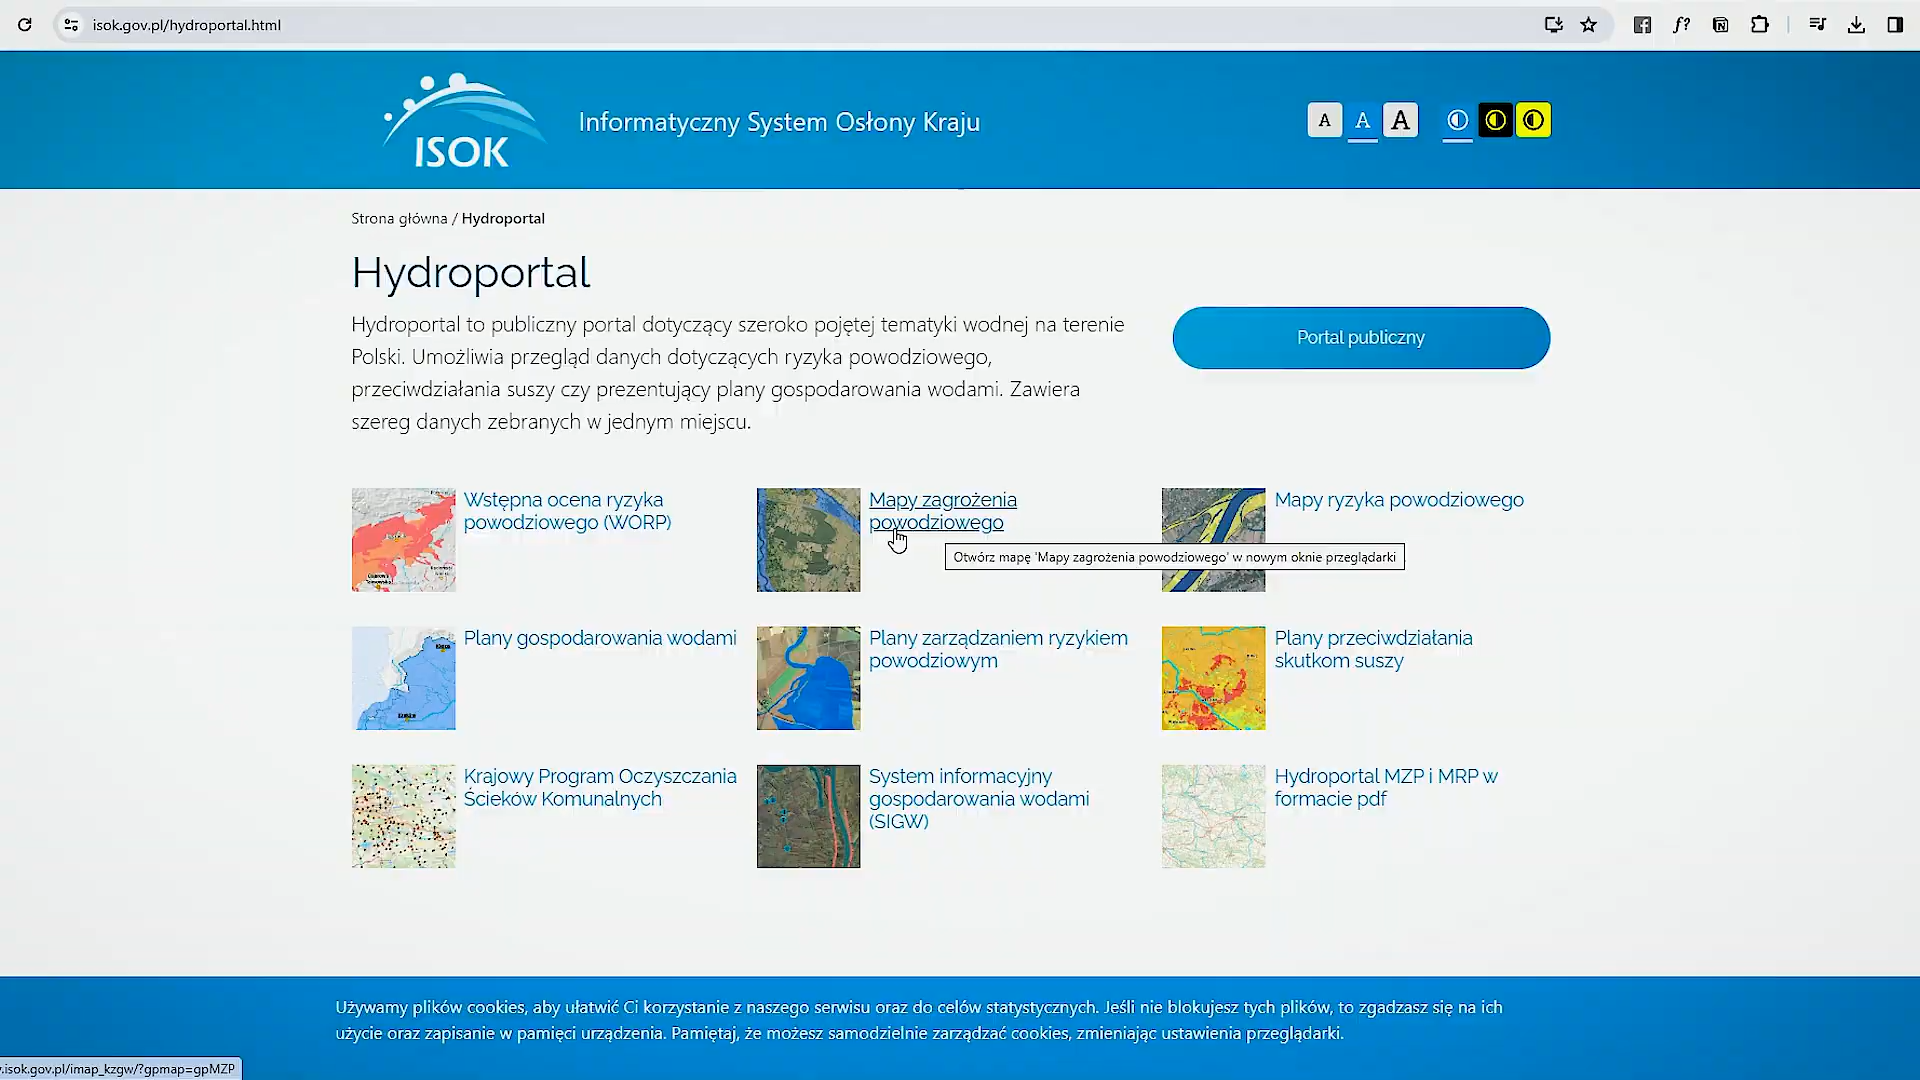 isok.gov.pl/hydroportal.html
ISOK
Informatyczny System Osłony Kraju
A A A
Strona główna / Hydroportal
Hydroportal
Hydroportal to publiczny portal dotyczący szeroko pojętej tematyki wodnej na terenie
Polski. Umożliwia przegląd danych dotyczących ryzyka powodziowego,
przeciwdziałania suszy czy prezentujący plany gospodarowania wodami. Zawiera
szereg danych zebranych w jednym miejscu.
Portal publiczny
Wstępna ocena ryzyka
powodziowego (WORP)
Mapy zagrożenia
powodziowego
Mapy ryzyka powodziowego
Otwórz mapę 'Mapy zagrożenia powodziowego' w nowym oknie przeglądarki
Plany gospodarowania wodami
Plany zarządzaniem ryzykiem
powodziowym
Plany przeciwdziałania
skutkom suszy
Krajowy Program Oczyszczania
Ścieków Komunalnych
System informacyjny
gospodarowania wodami
(SIGW)
Hydroportal MZP i MRP w
formacie pdf
Używamy plików cookies, aby ułatwić Ci korzystanie z naszego serwisu oraz do celów statystycznych. Jeśli nie blokujesz tych plików, to zgadzasz się na ich
użycie oraz zapisanie w pamięci urządzenia. Pamiętaj, że możesz samodzielnie zarządzać cookies, zmieniając ustawienia przeglądarki.
.isok.gov.pl/imap_kzgw/?gpmap=gpMZP